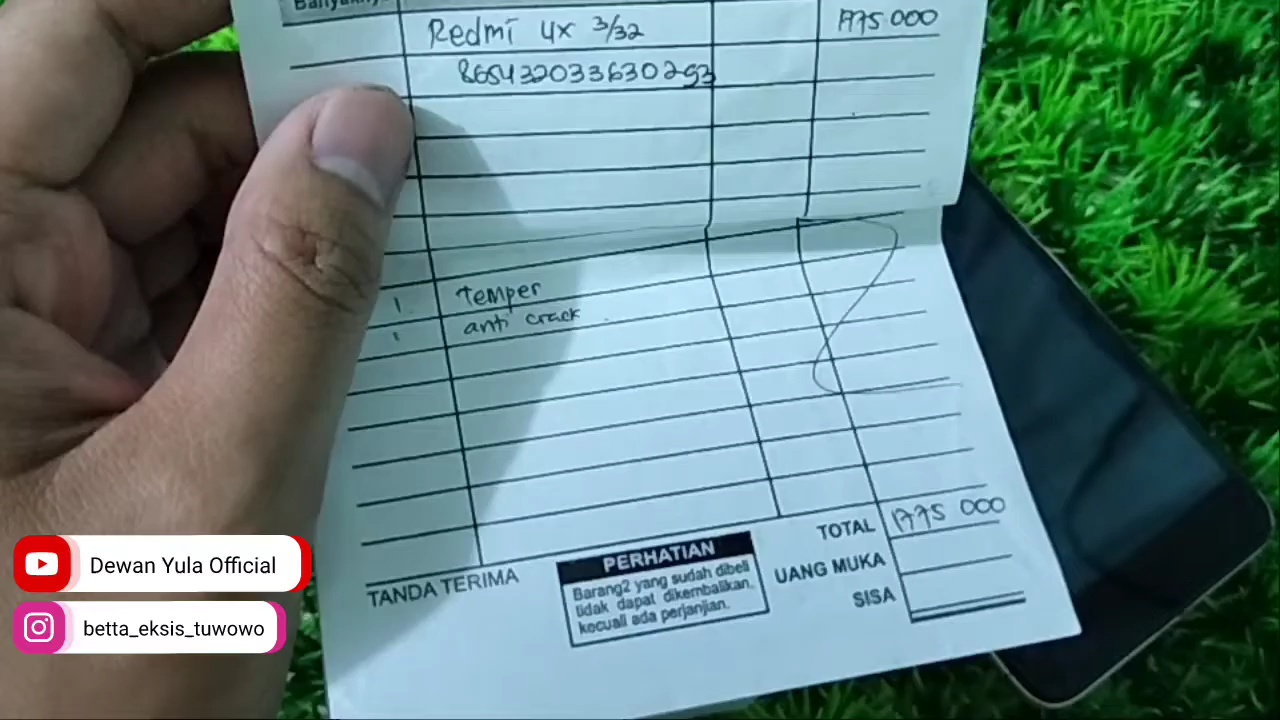 Banyaknya
Redmi 4x 3/32 1775 000
865432033630293
1 Temper
1 anti crack
TOTAL 1775 000
UANG MUKA
SISA
TANDA TERIMA
PERHATIAN
Barang2 yang sudah dibeli
tidak dapat dikembalikan,
kecuali ada perjanjian.
Dewan Yula Official
betta_eksis_tuwowo